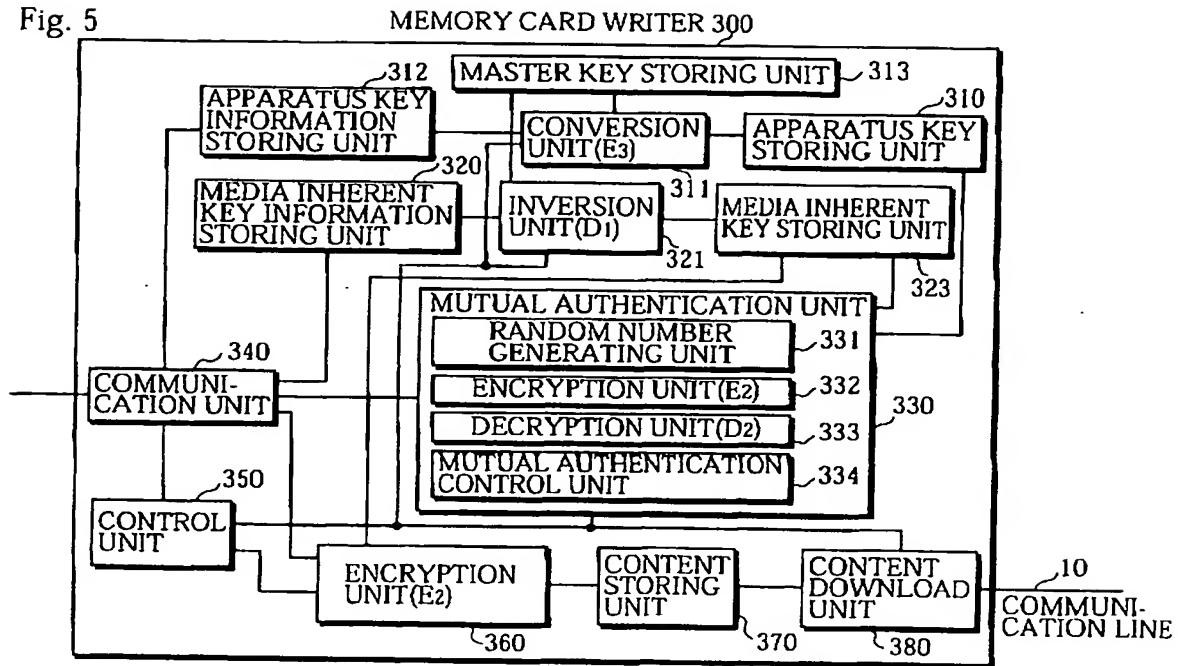 Fig. 5
MEMORY CARD WRITER 300
MASTER KEY STORING UNIT
313
312
APPARATUS KEY
INFORMATION
STORING UNIT
CONVERSION
UNIT(E3)
311
310
APPARATUS KEY
STORING UNIT
320
MEDIA INHERENT
KEY INFORMATION
STORING UNIT
INVERSION
UNIT(D1)
321
MEDIA INHERENT
KEY STORING UNIT
323
MUTUAL AUTHENTICATION UNIT
RANDOM NUMBER
GENERATING UNIT
331
ENCRYPTION UNIT(E2)
332
DECRYPTION UNIT(D2)
333
MUTUAL AUTHENTICATION
CONTROL UNIT
334
330
340
COMMUNI-
CATION UNIT
350
CONTROL
UNIT
ENCRYPTION
UNIT(E2)
360
CONTENT
STORING
UNIT
370
CONTENT
DOWNLOAD
UNIT
380
10
COMMUNI-
CATION LINE